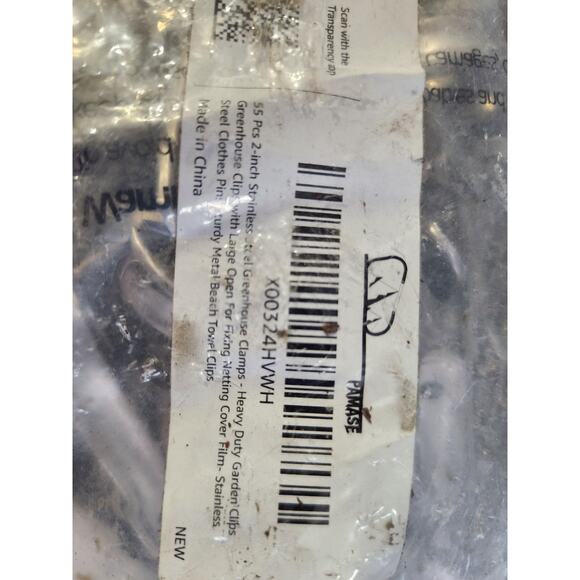 Scan with the
Transparency app
PAMASE
X00324HVWH
55 Pcs 2-inch Stainless Steel Greenhouse Clamps - Heavy Duty Garden Clips
Greenhouse Clips with Large Open For Fixing Netting Cover Film- Stainless
Steel Clothes Pins Sturdy Metal Beach Towel Clips
Made in China
NEW